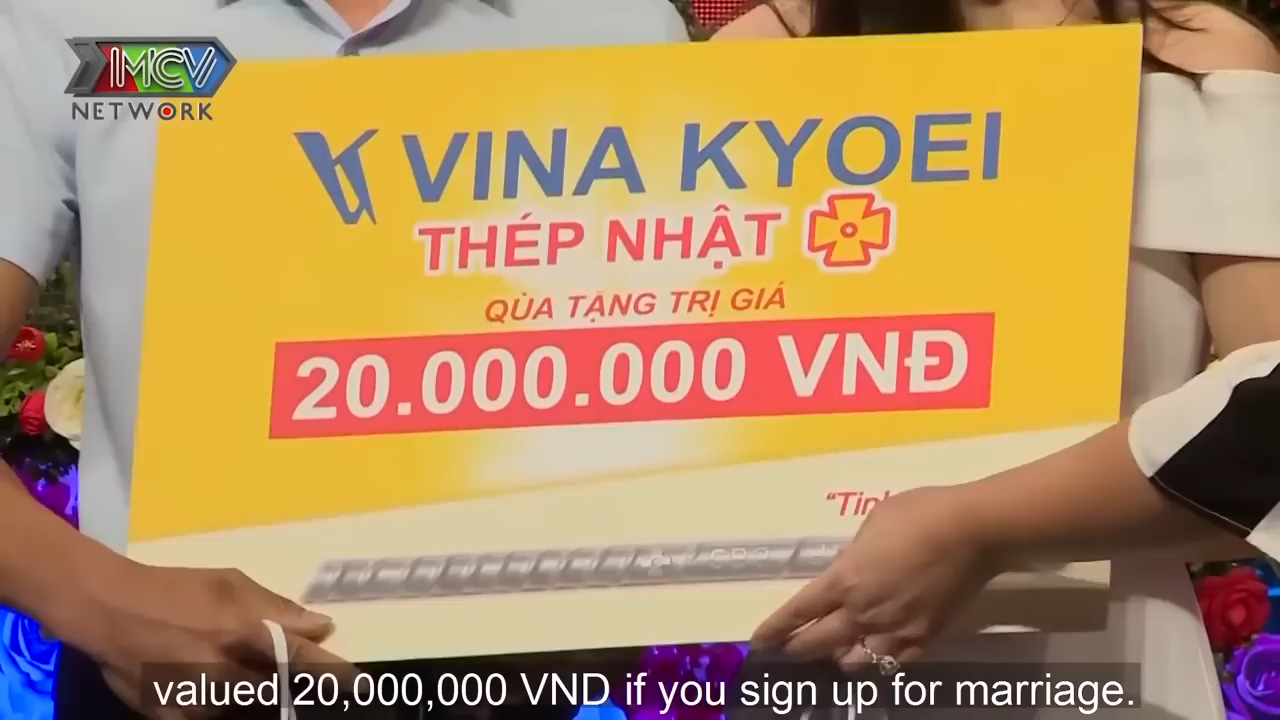 MCV
NETWORK
VINA KYOEI
THÉP NHẬT
QÙA TẶNG TRỊ GIÁ
20.000.000 VNĐ
valued 20,000,000 VND if you sign up for marriage.